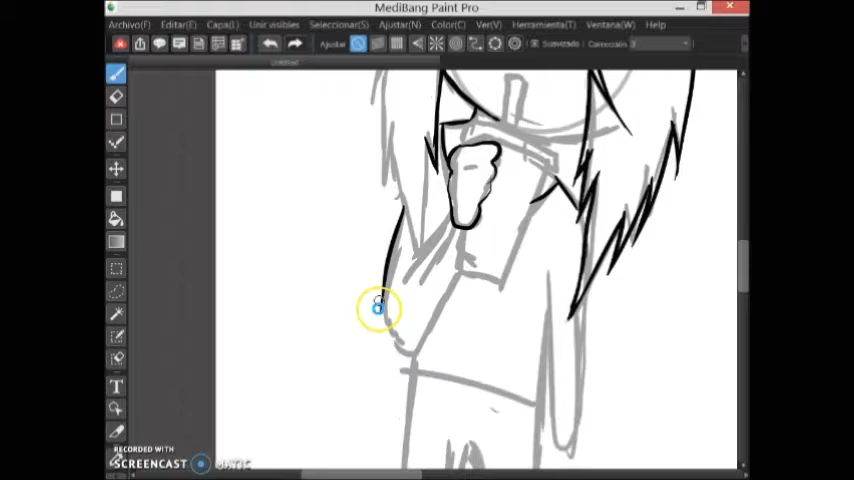 MediBang Paint Pro
Archivo(F) Editar(E) Capa(L) Unir visibles Seleccionar(S) Ajustar(N) Color(C) Ver(V) Herramienta(T) Ventana(W) Help
Ajustar Suavizado Corrección
Untitled
T
RECORDED WITH
SCREENCAST MATIC